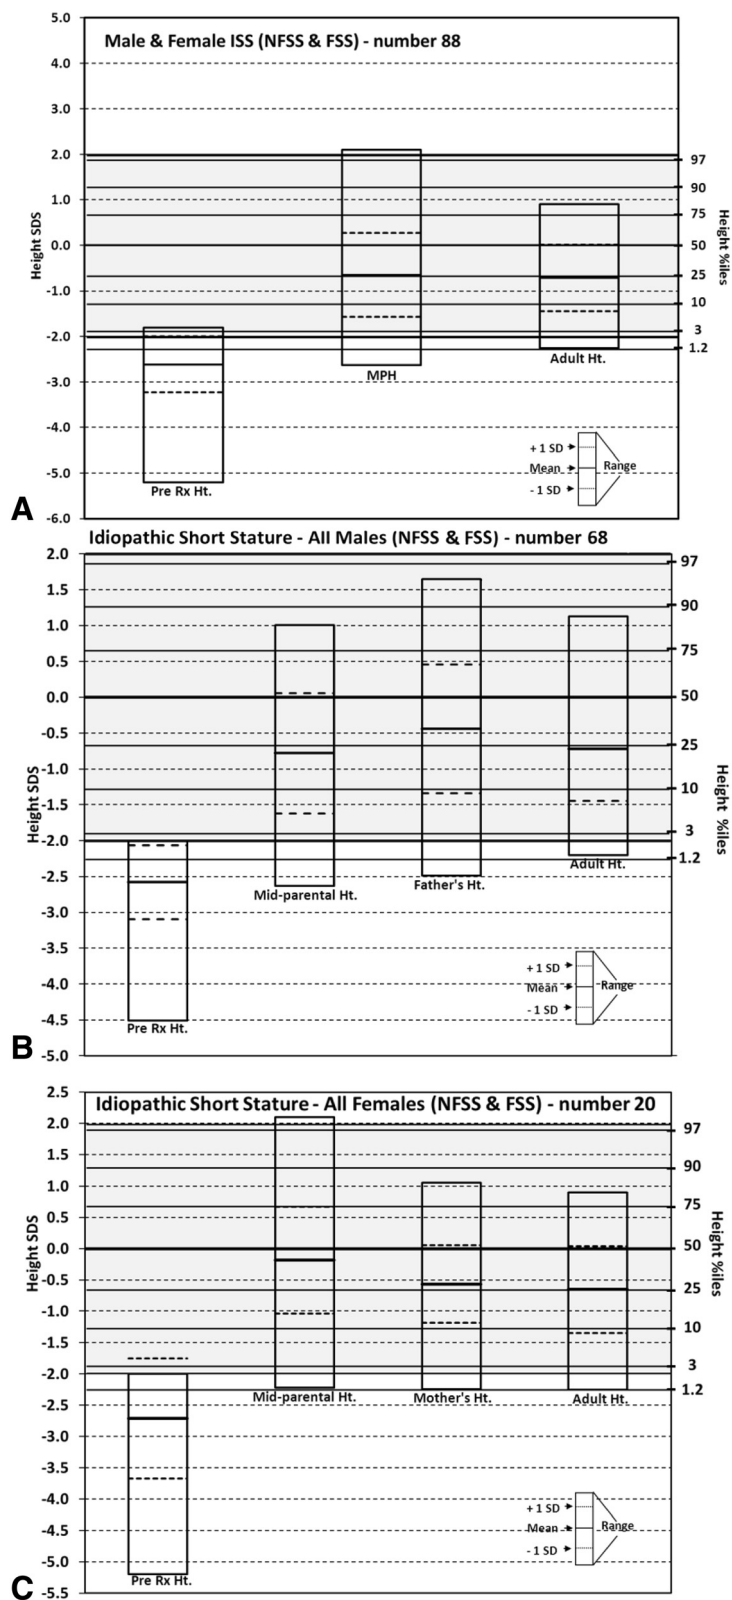 Male & Female ISS (NFSS & FSS) - number 88
5.0
4.0
3.0
2.0
1.0
0.0
-1.0
-2.0
-3.0
-4.0
-5.0
-6.0
Height SDS
97
90
75
50
25
10
3
1.2
Height %iles
Pre Rx Ht.
MPH
Adult Ht.
+ 1 SD
Mean
- 1 SD
Range
A
Idiopathic Short Stature - All Males (NFSS & FSS) - number 68
2.0
1.5
1.0
0.5
0.0
-0.5
-1.0
-1.5
-2.0
-2.5
-3.0
-3.5
-4.0
-4.5
-5.0
Height SDS
97
90
75
50
25
10
3
1.2
Height %iles
Pre Rx Ht.
Mid-parental Ht.
Father's Ht.
Adult Ht.
+ 1 SD
Mean
- 1 SD
Range
B
Idiopathic Short Stature - All Females (NFSS & FSS) - number 20
2.5
2.0
1.5
1.0
0.5
0.0
-0.5
-1.0
-1.5
-2.0
-2.5
-3.0
-3.5
-4.0
-4.5
-5.0
-5.5
Height SDS
97
90
75
50
25
10
3
1.2
Height %iles
Pre Rx Ht.
Mid-parental Ht.
Mother's Ht.
Adult Ht.
+ 1 SD
Mean
- 1 SD
Range
C